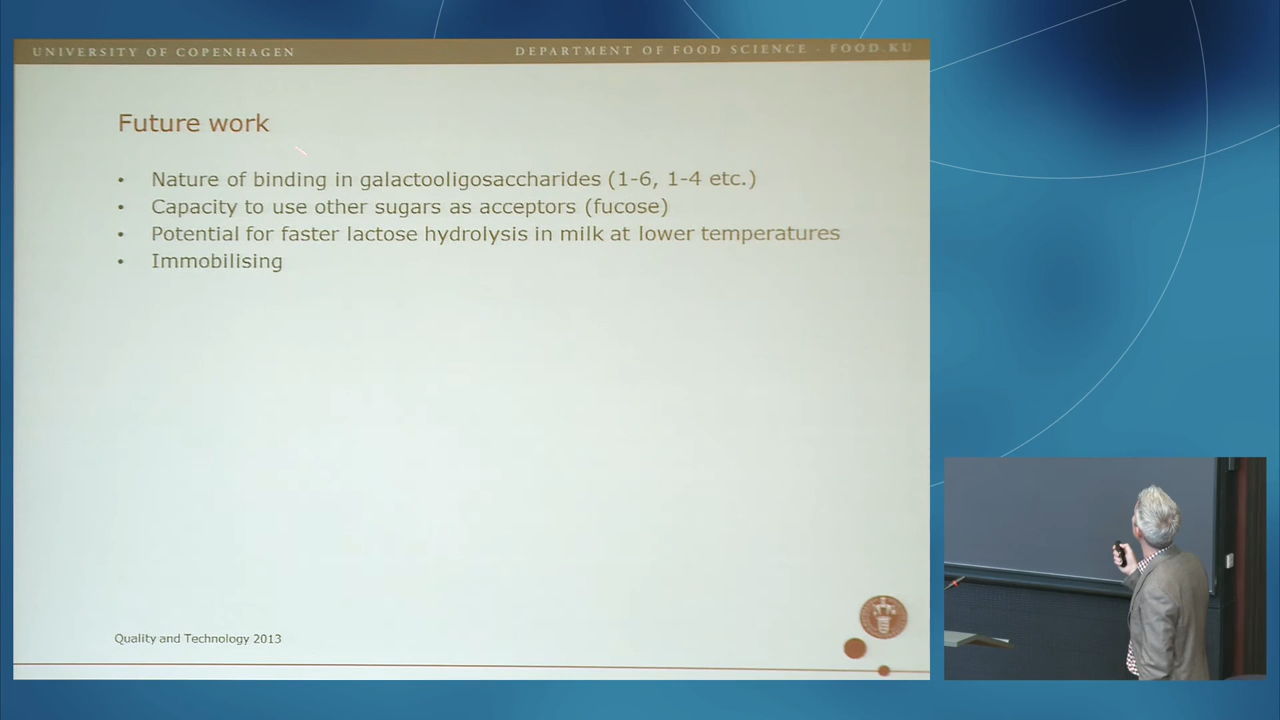 UNIVERSITY OF COPENHAGEN
DEPARTMENT OF FOOD SCIENCE - FOOD.KU
Future work
• Nature of binding in galactooligosaccharides (1-6, 1-4 etc.)
• Capacity to use other sugars as acceptors (fucose)
• Potential for faster lactose hydrolysis in milk at lower temperatures
• Immobilising
Quality and Technology 2013